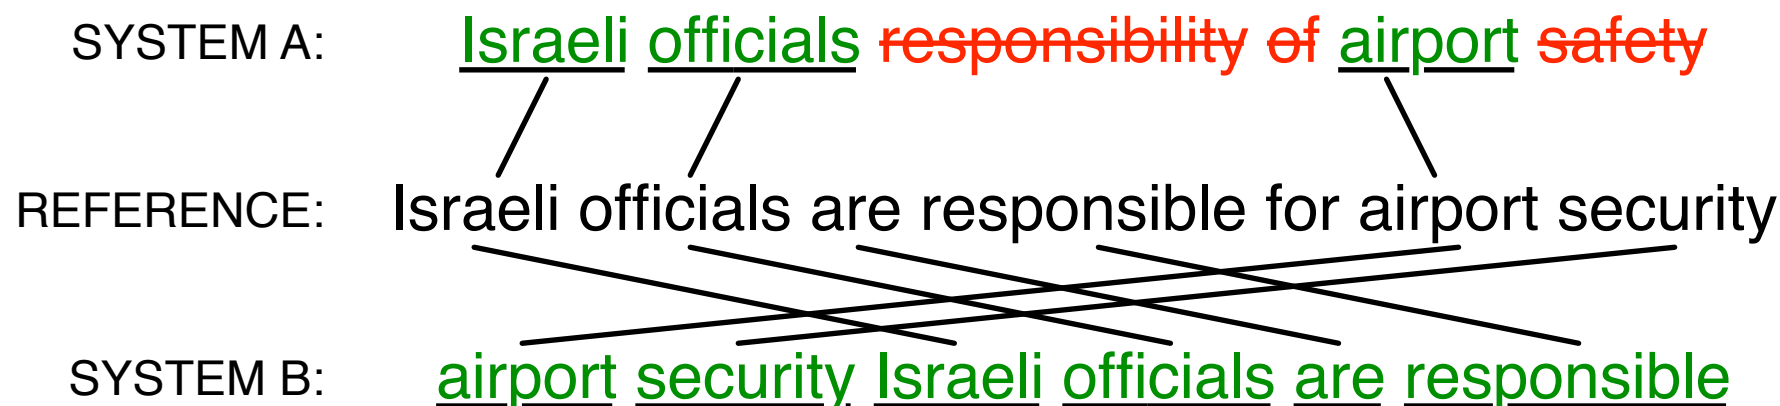 SYSTEM A: Israeli officials responsibility of airport safety
REFERENCE: Israeli officials are responsible for airport security
SYSTEM B: airport security Israeli officials are responsible